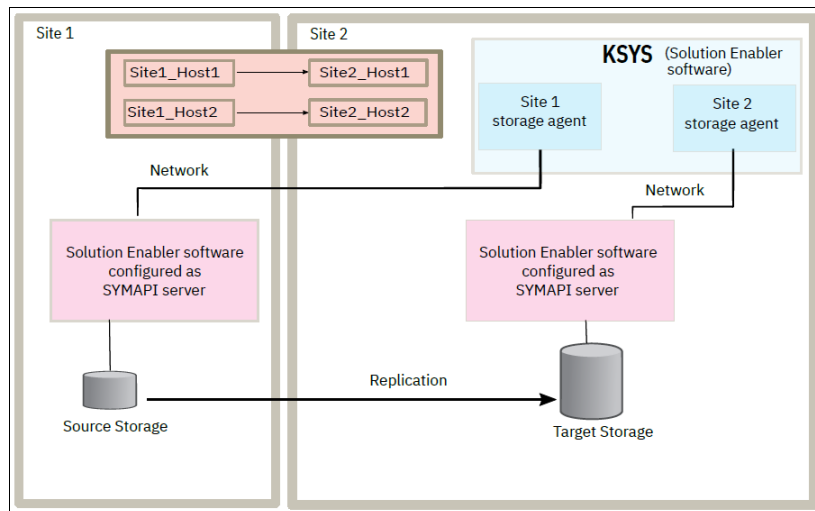 Site 1
Site 2
KSYS (Solution Enabler
software)
Site1_Host1
Site2_Host1
Site1_Host2
Site2_Host2
Site 1
storage agent
Site 2
storage agent
Network
Network
Solution Enabler software
configured as
SYMAPI server
Solution Enabler software
configured as
SYMAPI server
Replication
Source Storage
Target Storage